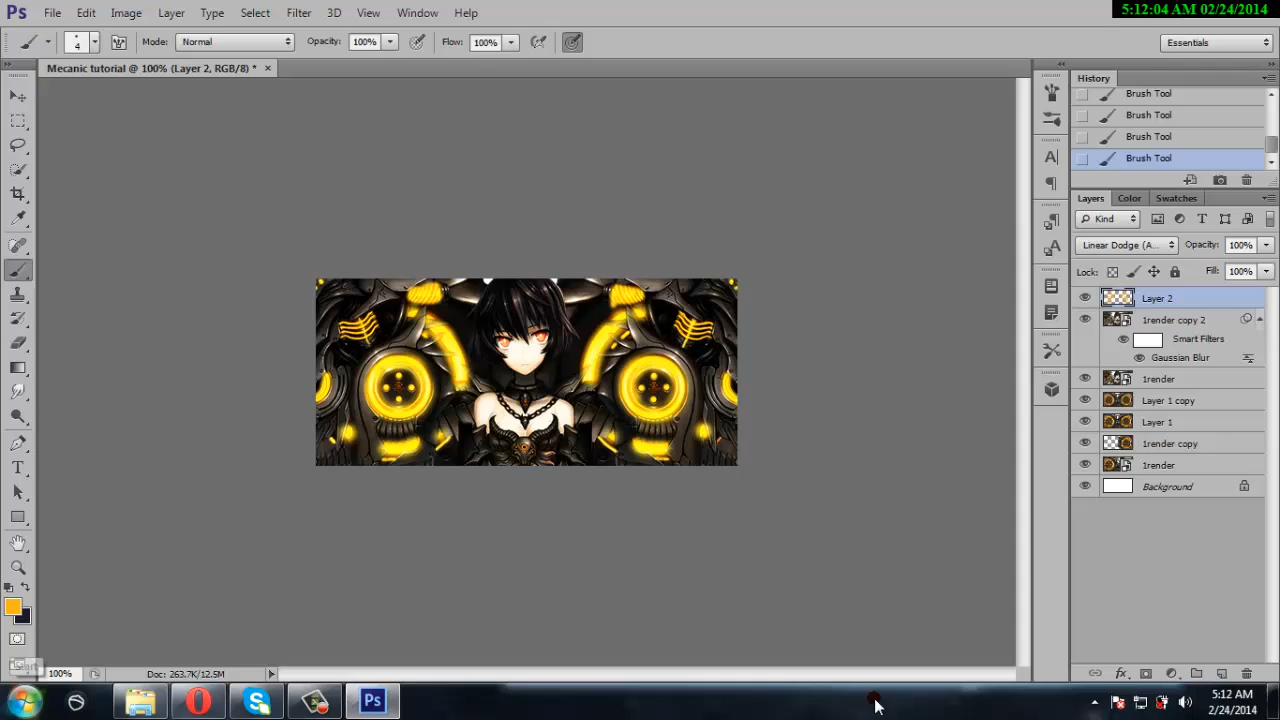 5:12:04 AM 02/24/2014
Ps File Edit Image Layer Type Select Filter 3D View Window Help
4 Mode: Normal Opacity: 100% Flow: 100% Essentials
Mecanic tutorial @ 100% (Layer 2, RGB/8) * ×
History
Brush Tool
Brush Tool
Brush Tool
Brush Tool
Layers Color Swatches
Kind
Linear Dodge (A... Opacity: 100%
Lock: Fill: 100%
Layer 2
1render copy 2
Smart Filters
Gaussian Blur
1render
Layer 1 copy
Layer 1
1render copy
1render
Background
100% Doc: 263.7K/12.5M
Ps
5:12 AM
2/24/2014